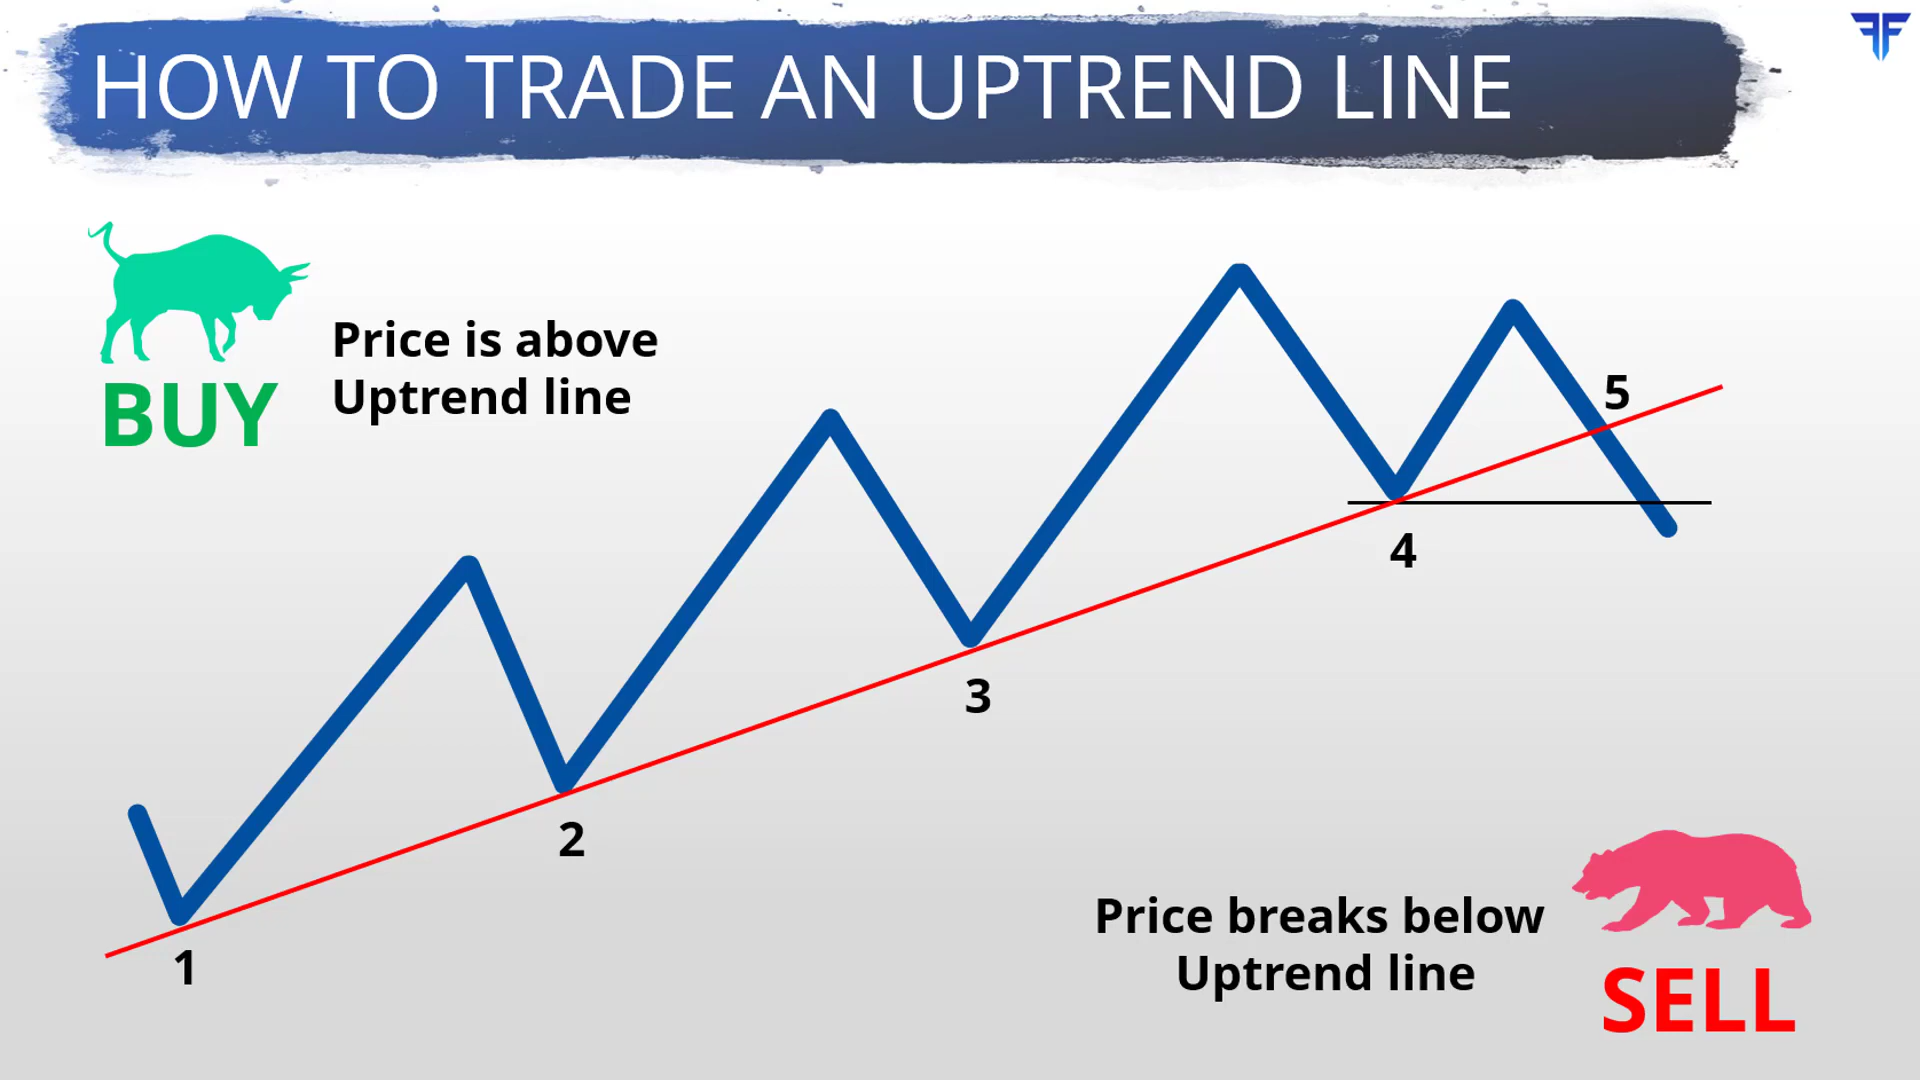 HOW TO TRADE AN UPTREND LINE
Price is above
Uptrend line
BUY
5
4
3
2
1
Price breaks below
Uptrend line
SELL